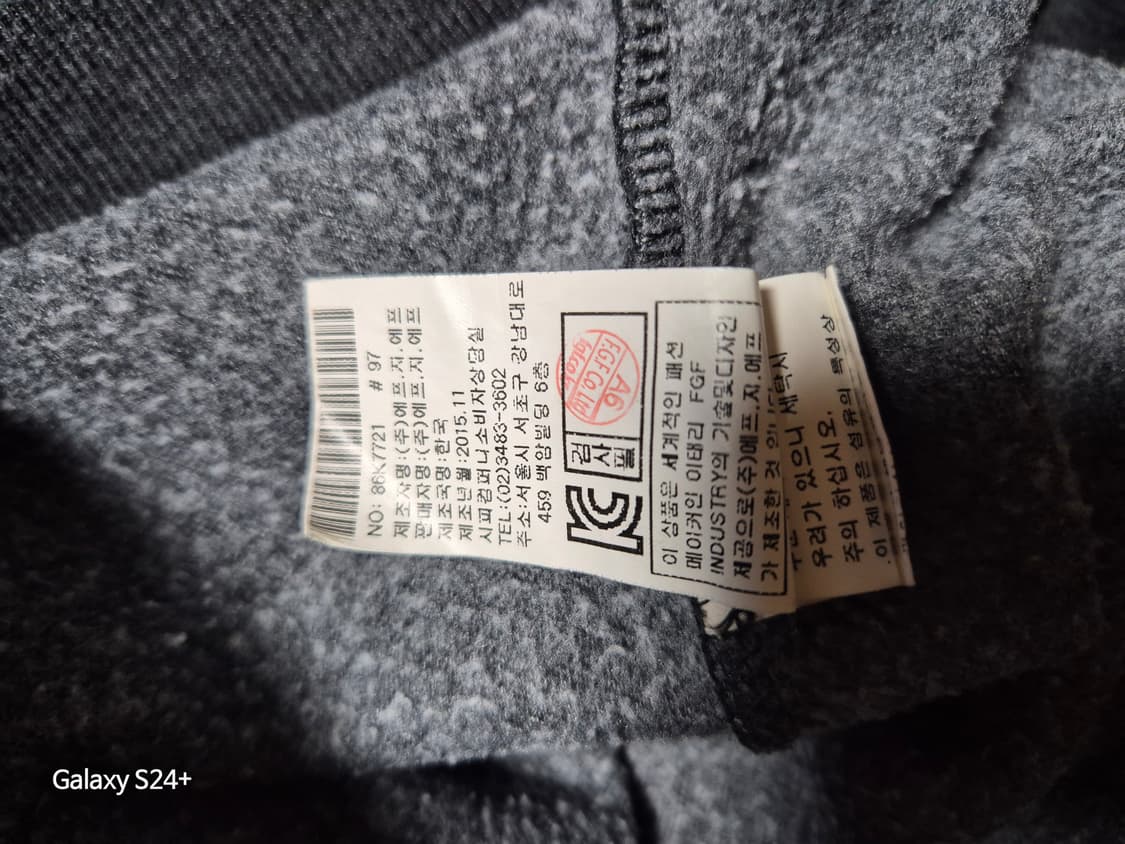 NO: 86K7721 # 97
제조자명:(주)에프.지.에프
판매자명:(주)에프.지.에프
제조국명:한국
제조년월:2015.11
시피컴퍼니소비자상담실
TEL:(02)3483-3602
주소:서울시 서초구 강남대로
459 백암빌딩 6층
검사필
FGF Co.Ltd
A6
이 상품은 세계적인 패션
메이커인 이태리 FGF
INDUSTRY의 기술및디자인
제공으로(주)에프.지.에프
가 제조한 것
우려가 있으니 세탁시
주의 하십시오.
이 제품은 섬유의 특성상
Galaxy S24+